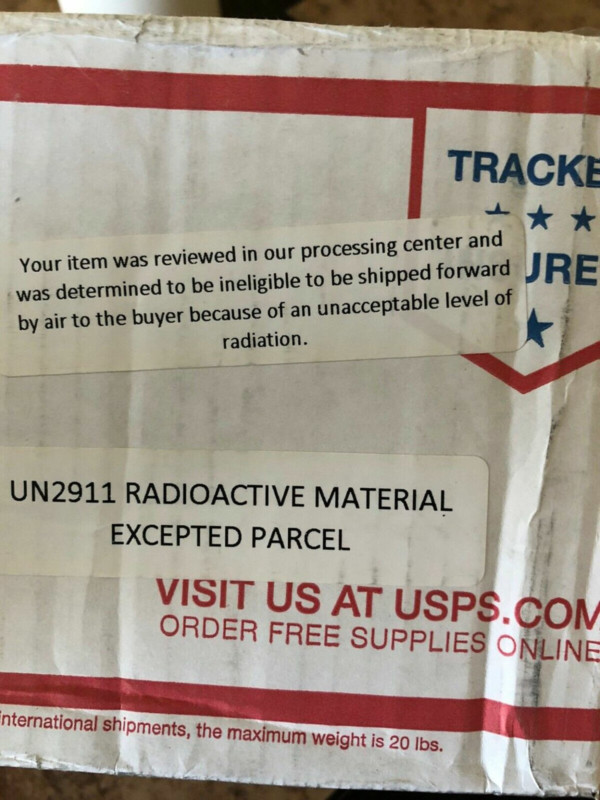 TRACKE
Your item was reviewed in our processing center and
was determined to be ineligible to be shipped forward
by air to the buyer because of an unacceptable level of
radiation.
URE
UN2911 RADIOACTIVE MATERIAL
EXCEPTED PARCEL
VISIT US AT USPS.COM
ORDER FREE SUPPLIES ONLINE
international shipments, the maximum weight is 20 lbs.